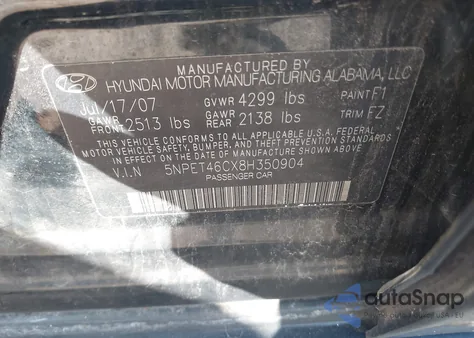 MANUFACTURED BY
HYUNDAI MOTOR MANUFACTURING ALABAMA, LLC
Jul/17/07 GVWR 4299 lbs PAINT F1
GAWR FRONT 2513 lbs GAWR REAR 2138 lbs TRIM FZ
THIS VEHICLE CONFORMS TO ALL APPLICABLE U.S.A FEDERAL
MOTOR VEHICLE SAFETY, BUMPER, AND THEFT PREVENTION STANDARDS
IN EFFECT ON THE DATE OF MANUFACTURE SHOWN ABOVE.
V.I.N 5NPET46CX8H350904
PASSENGER CAR
autoSnap